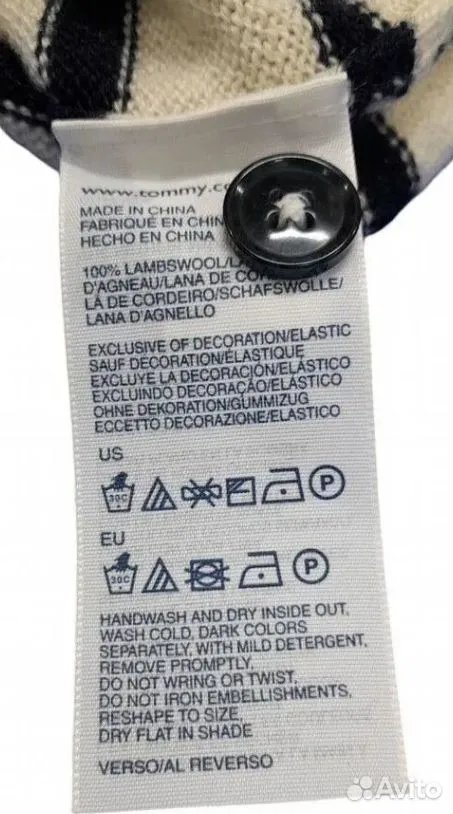 www.tommy.co
MADE IN CHINA
FABRIQUÉ EN CHIN
HECHO EN CHINA
100% LAMBSWOOL/
D'AGNEAU/LANA DE
LÃ DE CORDEIRO/SCHAFSWOLLE/
LANA D'AGNELLO
EXCLUSIVE OF DECORATION/ELASTIC
SAUF DECORATION/ÉLASTIQUE
EXCLUYE LA DECORACIÓN/ELÁSTICO
EXCLUINDO DECORAÇÃO/ELÁSTICO
OHNE DEKORATION/GUMMIZUG
ECCETTO DECORAZIONE/ELASTICO
US
30C P
EU
30C P
HANDWASH AND DRY INSIDE OUT,
WASH COLD, DARK COLORS
SEPARATELY, WITH MILD DETERGENT,
REMOVE PROMPTLY,
DO NOT WRING OR TWIST,
DO NOT IRON EMBELLISHMENTS,
RESHAPE TO SIZE,
DRY FLAT IN SHADE
VERSO/AL REVERSO
Avito